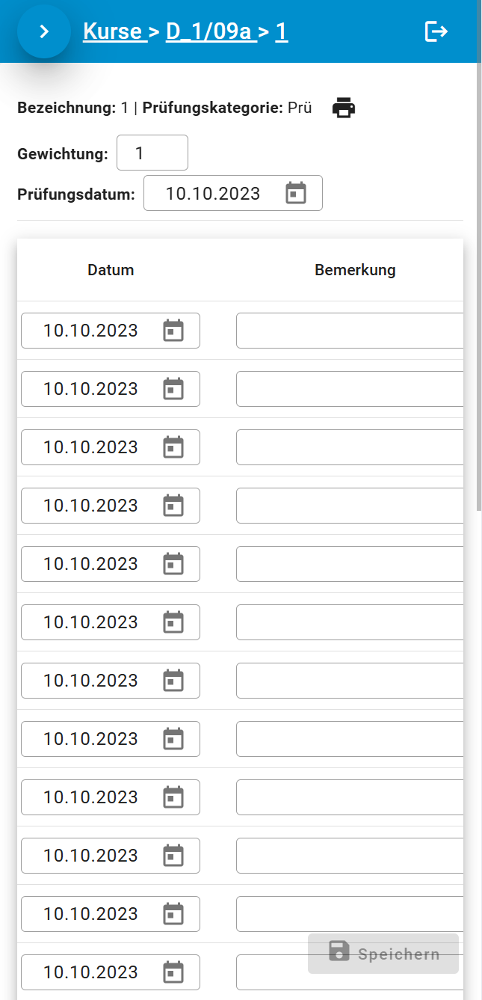 Kurse > D_1/09a > 1
Bezeichnung: 1 | Prüfungskategorie: Prü
Gewichtung: 1
Prüfungsdatum: 10.10.2023
Datum Bemerkung
10.10.2023
10.10.2023
10.10.2023
10.10.2023
10.10.2023
10.10.2023
10.10.2023
10.10.2023
10.10.2023
10.10.2023
10.10.2023
Speichern
10.10.2023